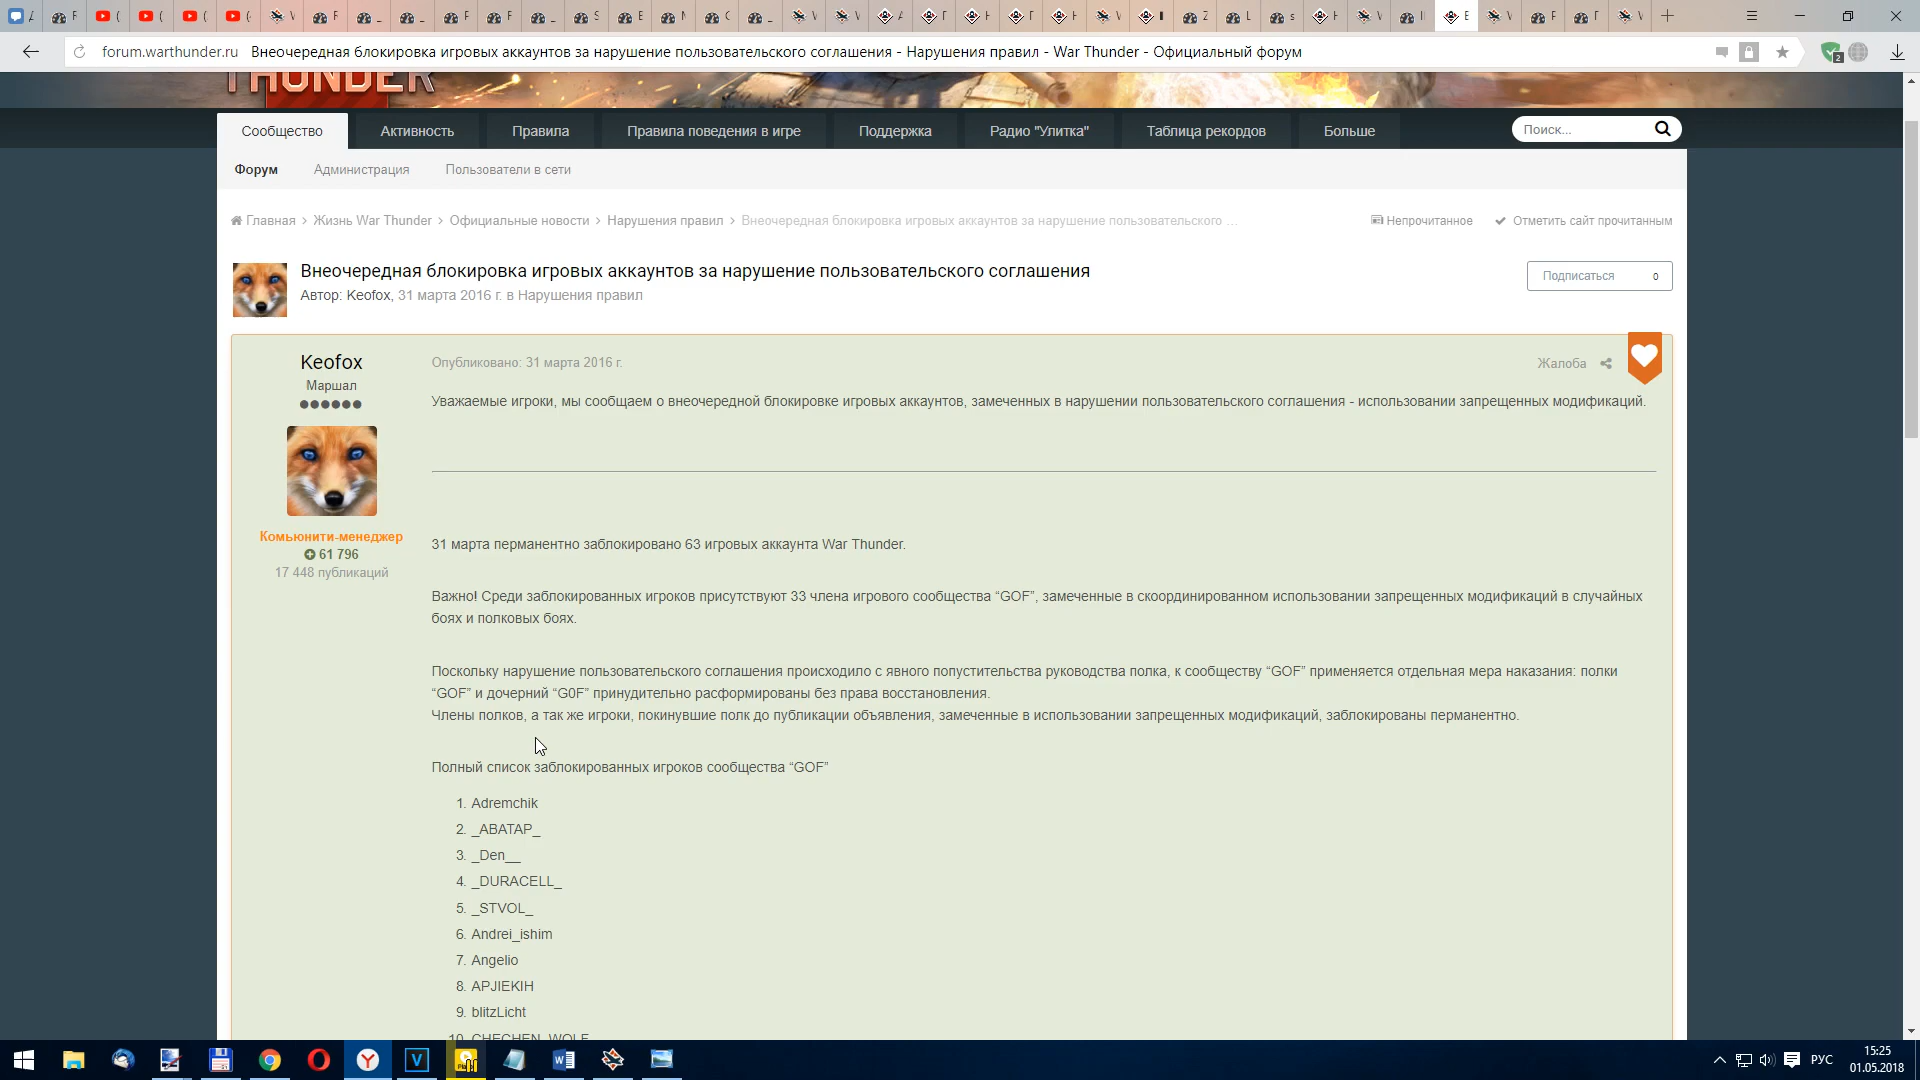 forum.warthunder.ru Внеочередная блокировка игровых аккаунтов за нарушение пользовательского соглашения - Нарушения правил - War Thunder - Официальный форум
2
THUNDER
Сообщество Активность Правила Правила поведения в игре Поддержка Радио "Улитка" Таблица рекордов Больше Поиск...
Форум Администрация Пользователи в сети
Главная > Жизнь War Thunder > Официальные новости > Нарушения правил > Внеочередная блокировка игровых аккаунтов за нарушение пользовательского ... Непрочитанное Отметить сайт прочитанным
Внеочередная блокировка игровых аккаунтов за нарушение пользовательского соглашения
Подписаться 0
Автор: Keofox, 31 марта 2016 г. в Нарушения правил
Keofox
Маршал
Комьюнити-менеджер
61 796
17 448 публикаций
Опубликовано: 31 марта 2016 г. Жалоба
Уважаемые игроки, мы сообщаем о внеочередной блокировке игровых аккаунтов, замеченных в нарушении пользовательского соглашения - использовании запрещенных модификаций.
31 марта перманентно заблокировано 63 игровых аккаунта War Thunder.
Важно! Среди заблокированных игроков присутствуют 33 члена игрового сообщества “GOF”, замеченные в скоординированном использовании запрещенных модификаций в случайных
боях и полковых боях.
Поскольку нарушение пользовательского соглашения происходило с явного попустительства руководства полка, к сообществу “GOF” применяется отдельная мера наказания: полки
“GOF” и дочерний “G0F” принудительно расформированы без права восстановления.
Члены полков, а так же игроки, покинувшие полк до публикации объявления, замеченные в использовании запрещенных модификаций, заблокированы перманентно.
Полный список заблокированных игроков сообщества “GOF”
1. Adremchik
2. _ABATAP_
3. _Den__
4. _DURACELL_
5. _STVOL_
6. Andrei_ishim
7. Angelio
8. APJIEKIH
9. blitzLicht
10. CHECHEN_WOLF
РУС
15:25
01.05.2018